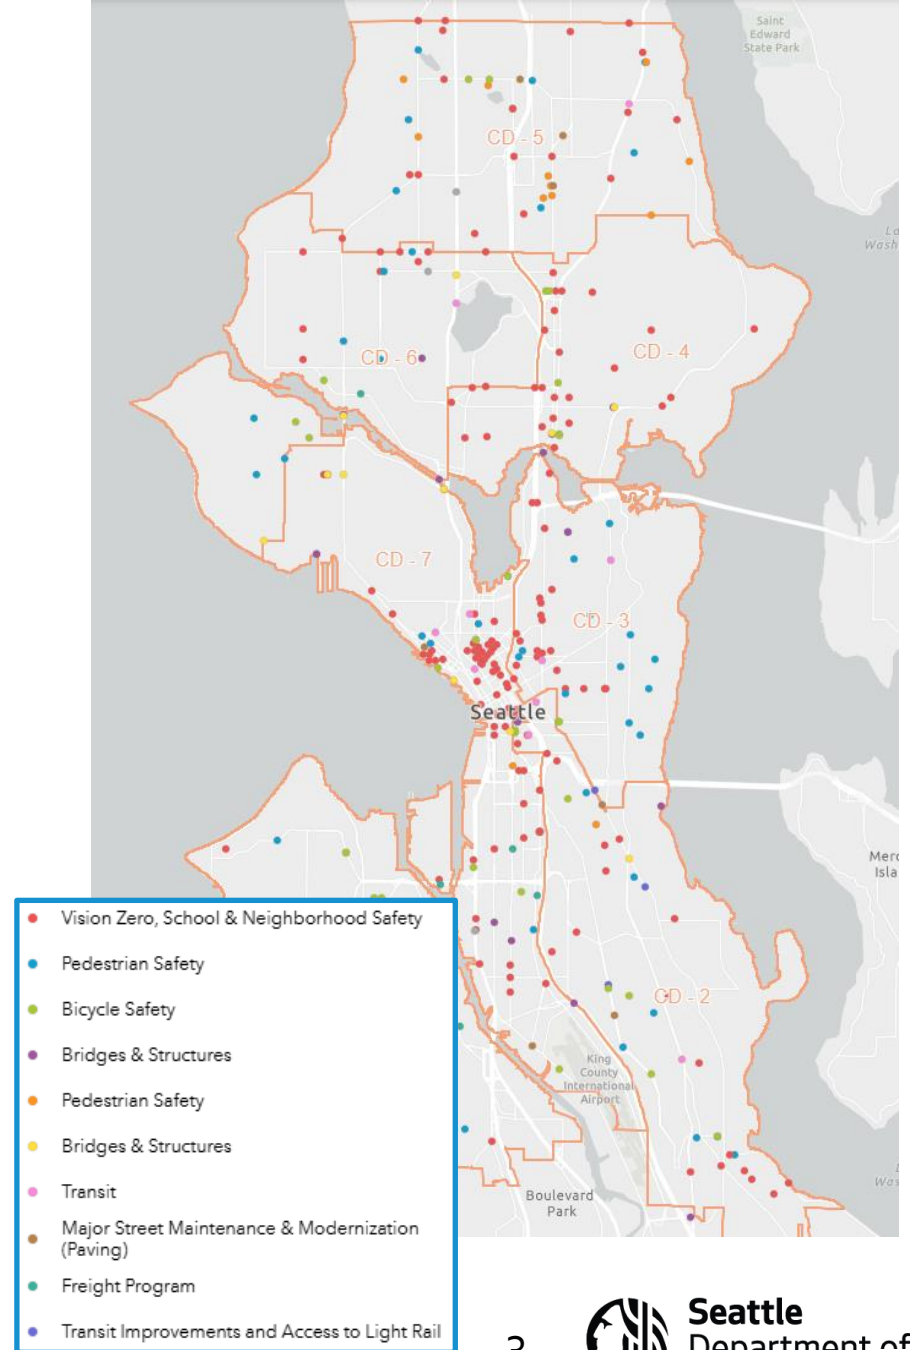 Saint
Edward
State Park
CD - 5
CD - 6
CD - 4
CD - 7
CD - 3
Seattle
CD - 2
King
County
International
Airport
Boulevard
Park
Vision Zero, School & Neighborhood Safety
Pedestrian Safety
Bicycle Safety
Bridges & Structures
Pedestrian Safety
Bridges & Structures
Transit
Major Street Maintenance & Modernization
(Paving)
Freight Program
Transit Improvements and Access to Light Rail
Seattle
Department of